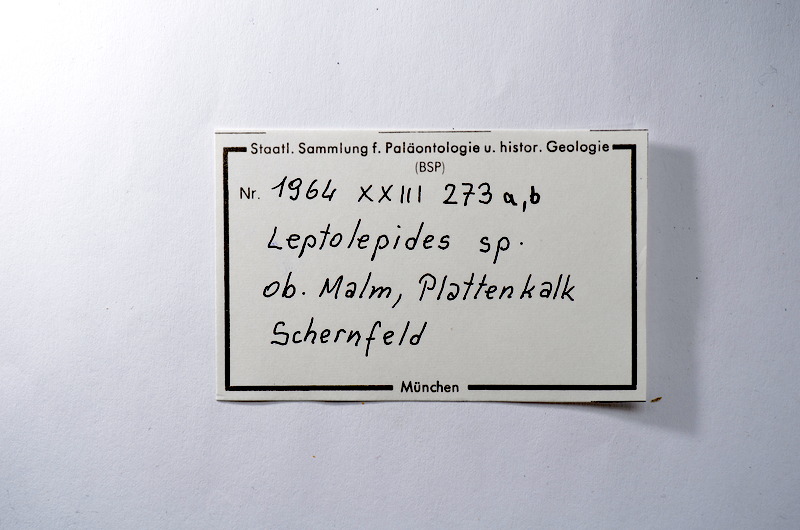 Staatl. Sammlung f. Paläontologie u. histor. Geologie
(BSP)
Nr. 1964 XXIII 273 a,b
Leptolepides sp.
ob. Malm, Plattenkalk
Schernfeld
München